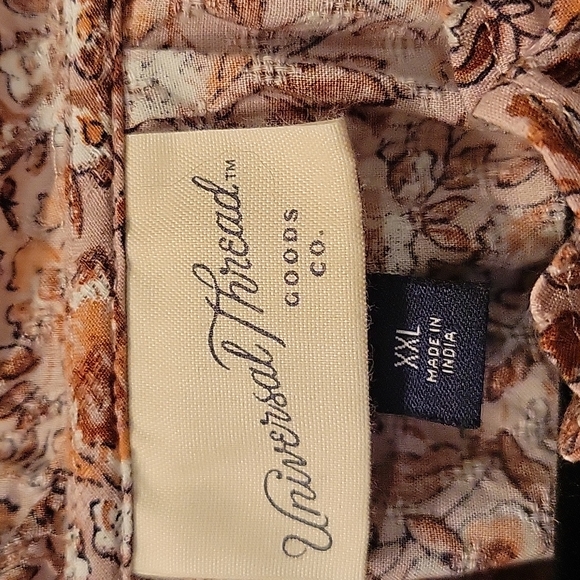 Universal Thread™
GOODS
CO.
XXL
MADE IN
INDIA